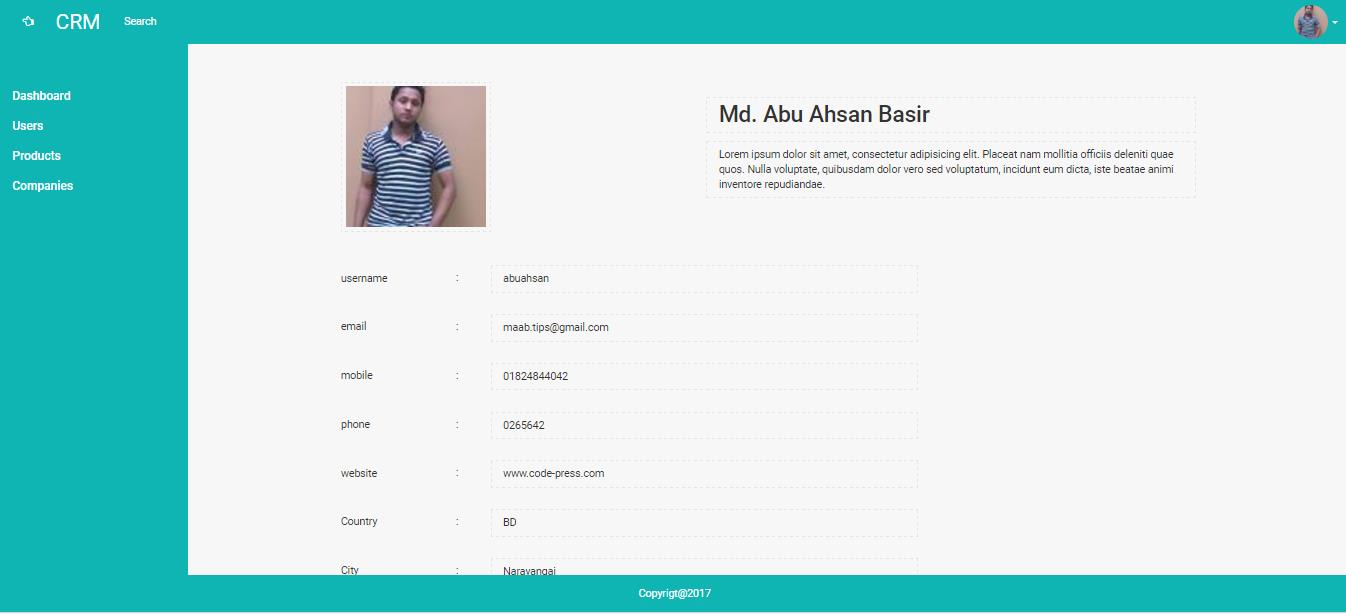 CRM Search
Dashboard
Users
Products
Companies
Md. Abu Ahsan Basir
Lorem ipsum dolor sit amet, consectetur adipisicing elit. Placeat nam mollitia officiis deleniti quae
quos. Nulla voluptate, quibusdam dolor vero sed voluptatum, incidunt eum dicta, iste beatae animi
inventore repudiandae.
username : abuahsan
email : maab.tips@gmail.com
mobile : 01824844042
phone : 0265642
website : www.code-press.com
Country : BD
City : Narayangai
Copyrigt@2017